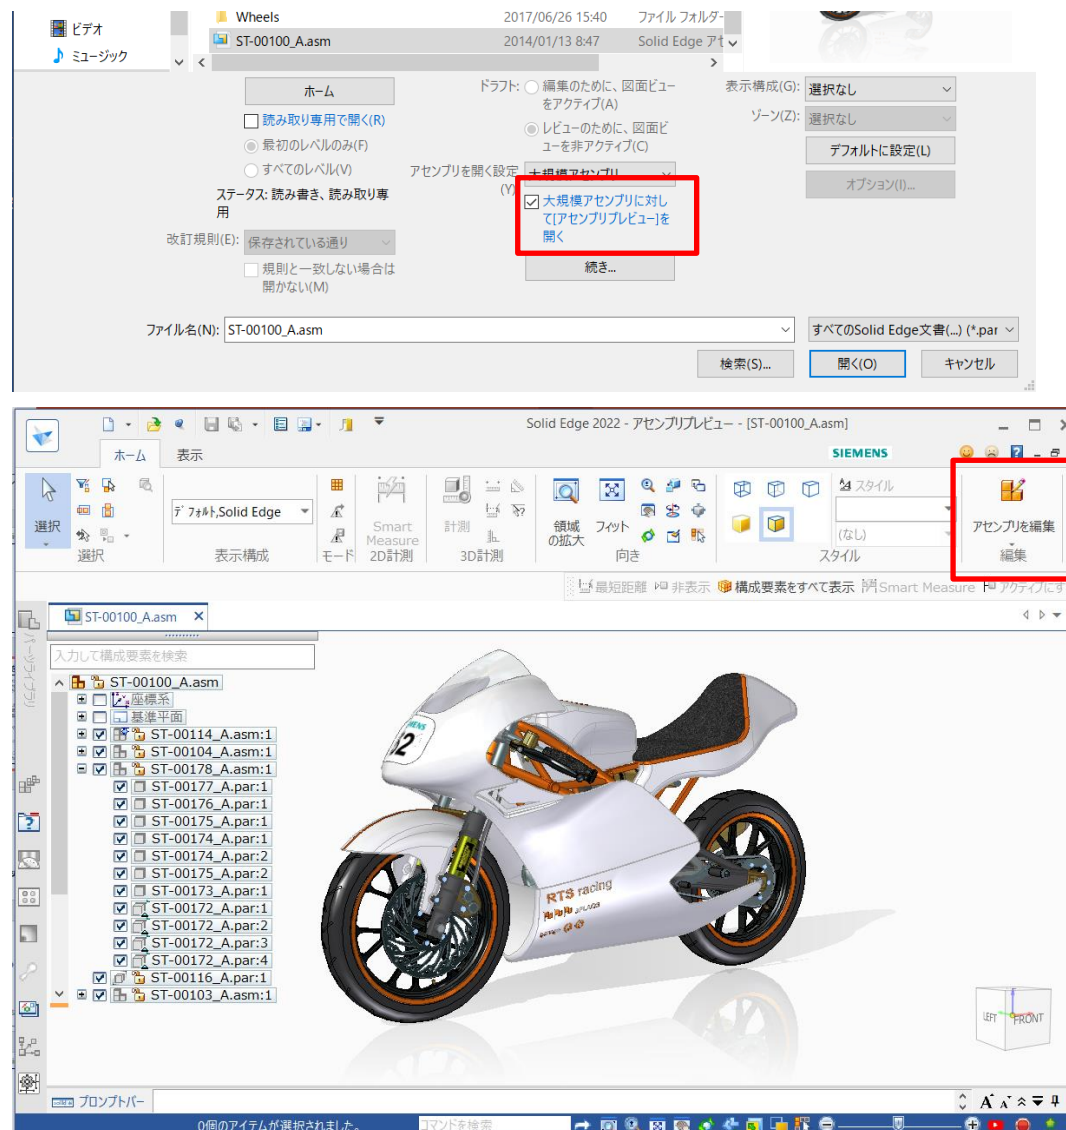 ビデオ
Wheels 2017/06/26 15:40 ファイル フォルダー
ミュージック
ST-00100_A.asm 2014/01/13 8:47 Solid Edge アセ
ホーム
読み取り専用で開く(R)
最初のレベルのみ(F)
すべてのレベル(V)
ステータス: 読み書き、読み取り専
用
改訂規則(E): 保存されている通り
規則と一致しない場合は
開かない(M)
ドラフト:
編集のために、図面ビュー
をアクティブ(A)
レビューのために、図面ビ
ューを非アクティブ(C)
アセンブリを開く設定
(Y)
大規模アセンブリ
大規模アセンブリに対し
て[アセンブリプレビュー]を
開く
続き...
表示構成(G): 選択なし
ゾーン(Z): 選択なし
デフォルトに設定(L)
オプション(I)...
ファイル名(N): ST-00100_A.asm すべてのSolid Edge文書(...) (*.par
検索(S)... 開く(O) キャンセル
Solid Edge 2022 - アセンブリプレビュー - [ST-00100_A.asm]
ホーム 表示 SIEMENS
選択
選択
デフォルト,Solid Edge
表示構成
モード
Smart
Measure
2D計測
計測
3D計測
領域
の拡大
フィット
向き
スタイル
(なし)
スタイル
アセンブリを編集
編集
最短距離 非表示 構成要素をすべて表示 Smart Measure アクティブにす
ST-00100_A.asm
パーツライブラリ
入力して構成要素を検索
ST-00100_A.asm
座標系
基準平面
ST-00114_A.asm:1
ST-00104_A.asm:1
ST-00178_A.asm:1
ST-00177_A.par:1
ST-00176_A.par:1
ST-00175_A.par:1
ST-00174_A.par:1
ST-00174_A.par:2
ST-00175_A.par:2
ST-00173_A.par:1
ST-00172_A.par:1
ST-00172_A.par:2
ST-00172_A.par:3
ST-00172_A.par:4
ST-00116_A.par:1
ST-00103_A.asm:1
RTS racing
LEFT FRONT
プロンプトバー
0個のアイテムが選択されました。 コマンドを検索